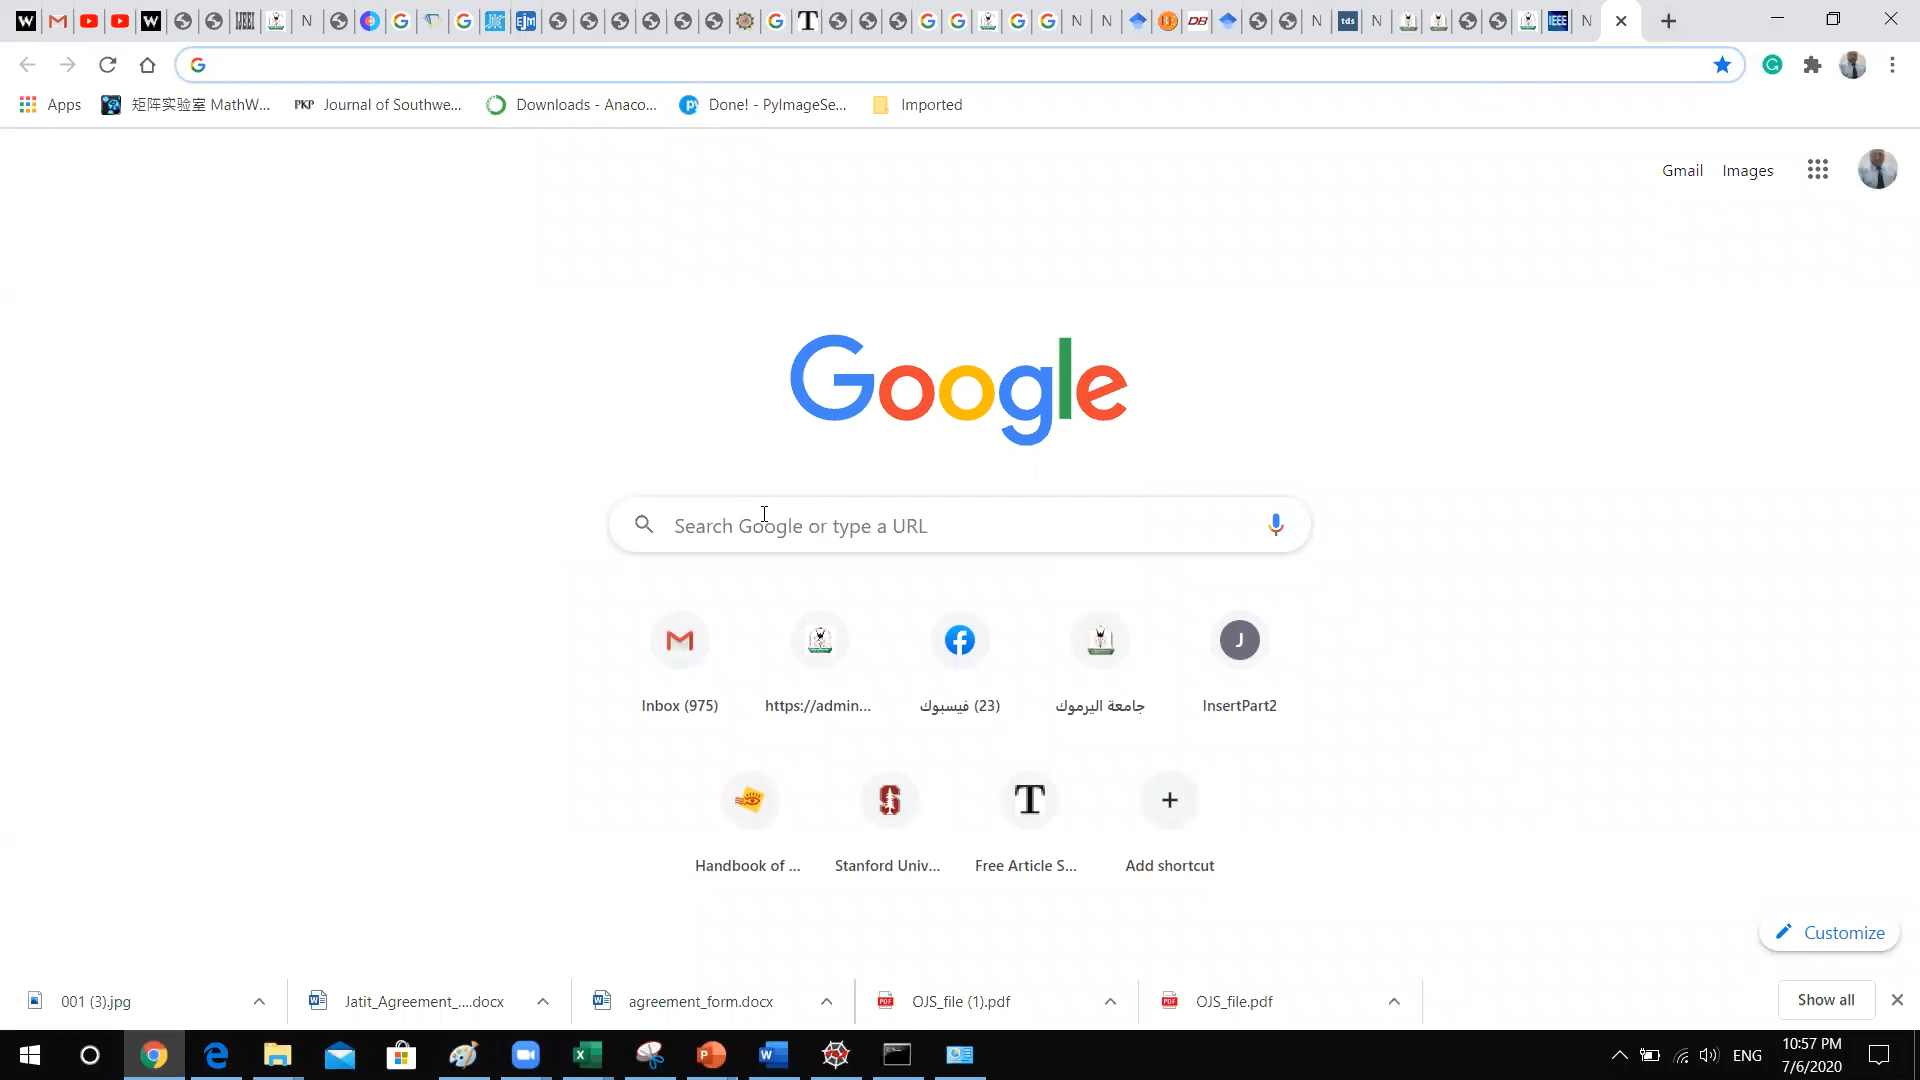 Apps
矩阵实验室 MathW...
PKP Journal of Southwe...
Downloads - Anaco...
Done! - PyImageSe...
Imported
Gmail
Images
Google
Search Google or type a URL
Inbox (975)
https://admin...
(23) فيسبوك
جامعة اليرموك
J
InsertPart2
Handbook of ...
Stanford Univ...
T
Free Article S...
Add shortcut
Customize
001 (3).jpg
Jatit_Agreement_....docx
agreement_form.docx
OJS_file (1).pdf
OJS_file.pdf
Show all
ENG
10:57 PM
7/6/2020